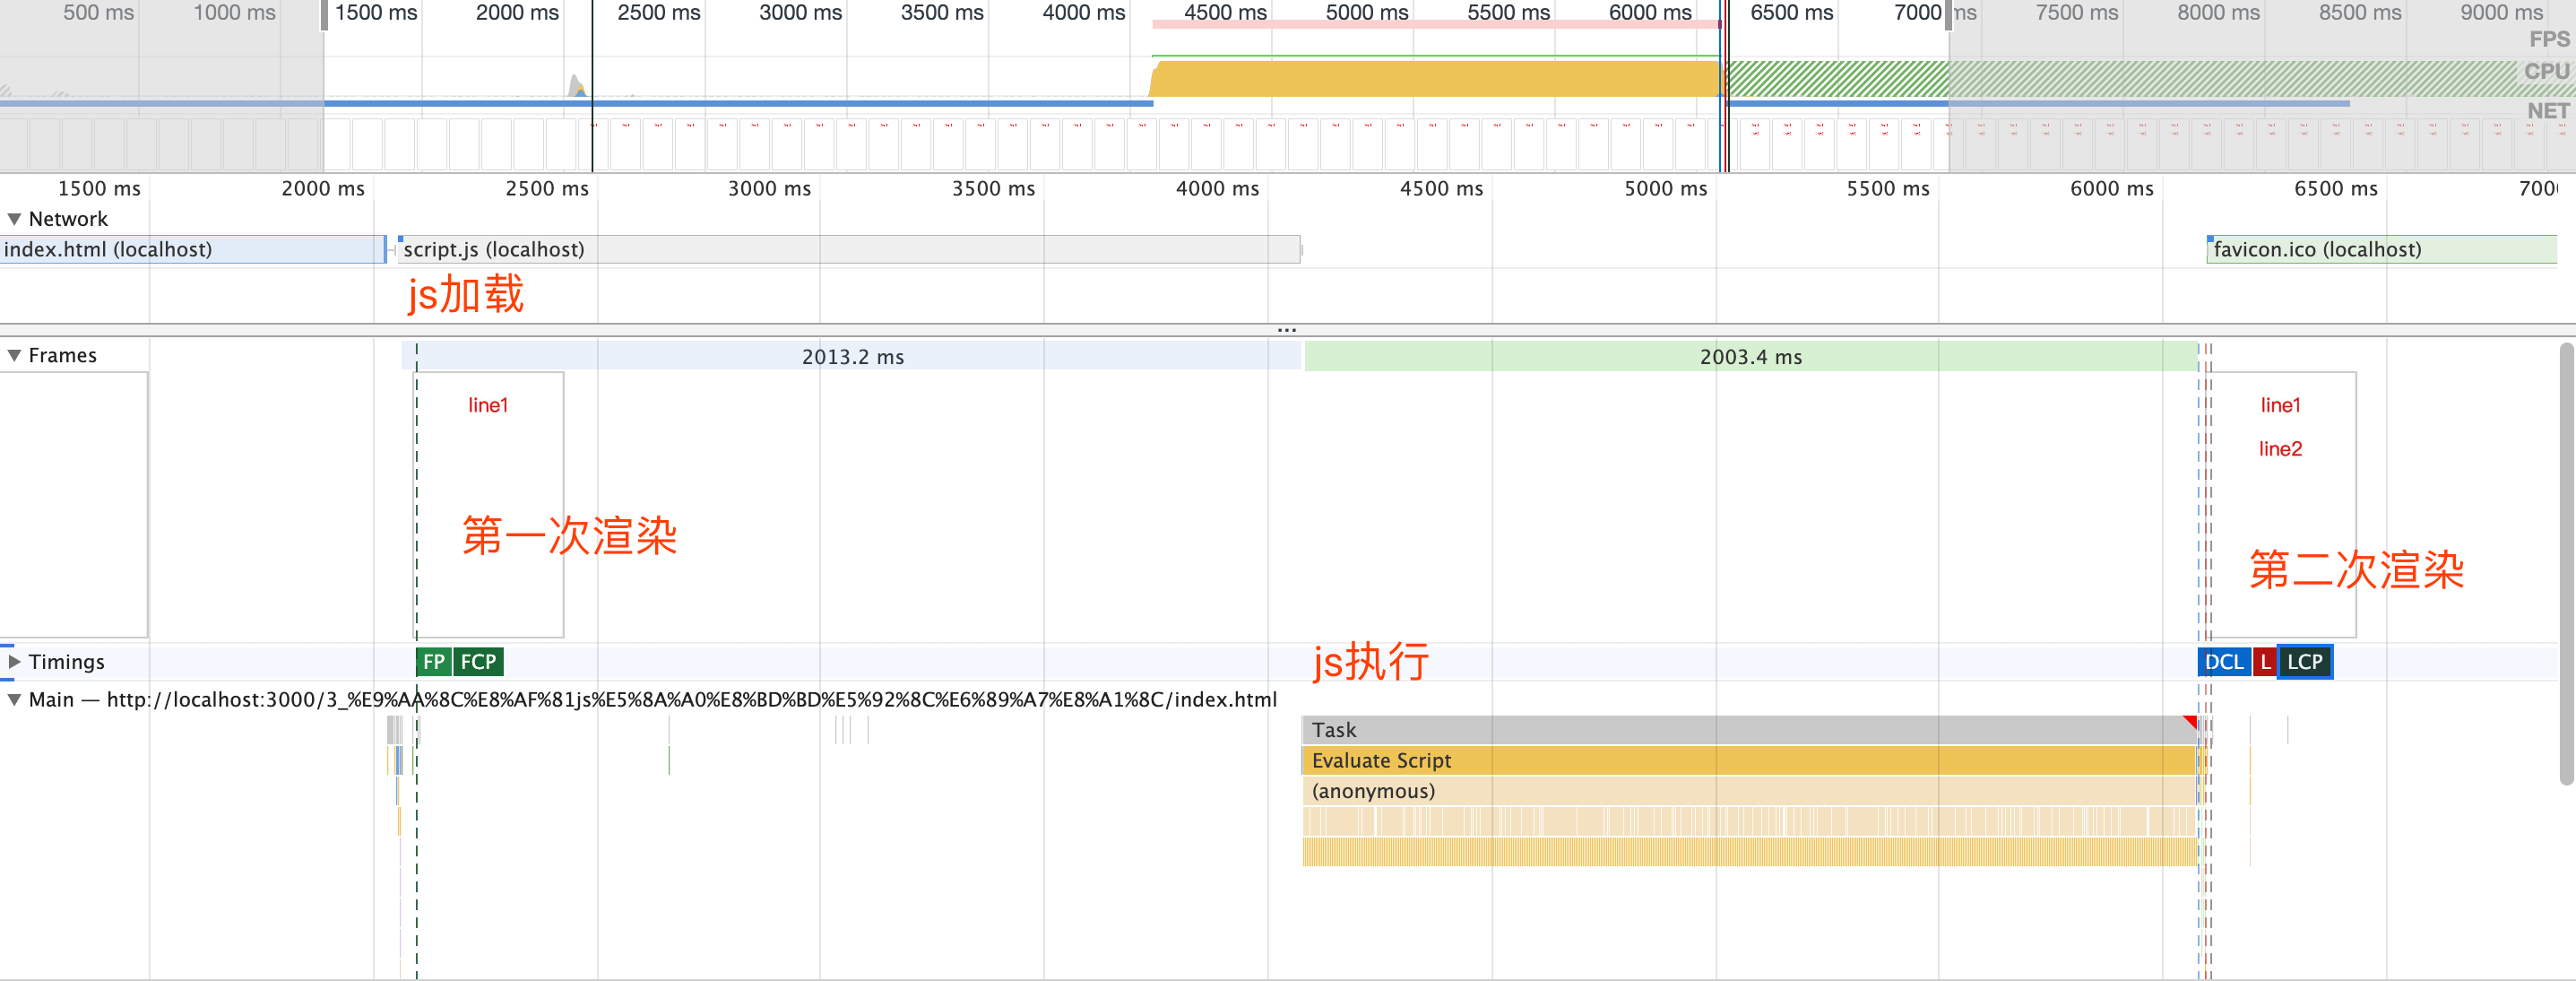 500 ms 1000 ms 1500 ms 2000 ms 2500 ms 3000 ms 3500 ms 4000 ms 4500 ms 5000 ms 5500 ms 6000 ms 6500 ms 7000 ms 7500 ms 8000 ms 8500 ms 9000 ms
FPS
CPU
NET
1500 ms 2000 ms 2500 ms 3000 ms 3500 ms 4000 ms 4500 ms 5000 ms 5500 ms 6000 ms 6500 ms 7000
Network
index.html (localhost) script.js (localhost) favicon.ico (localhost)
js加载
...
Frames 2013.2 ms 2003.4 ms
line1 line1
line2
第一次渲染
第二次渲染
js执行
Timings FP FCP DCL L LCP
Main — http://localhost:3000/3_%E9%AA%8C%E8%AF%81js%E5%8A%A0%E8%BD%BD%E5%92%8C%E6%89%A7%E8%A1%8C/index.html
Task
Evaluate Script
(anonymous)